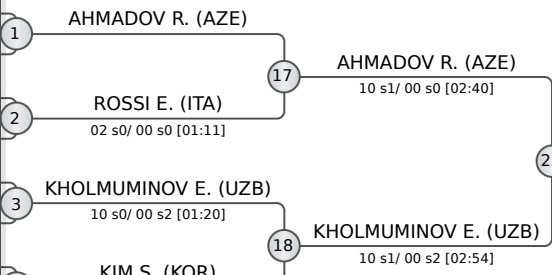 AHMADOV R. (AZE)
1
AHMADOV R. (AZE)
17
10 s1/ 00 s0 [02:40]
ROSSI E. (ITA)
2
02 s0/ 00 s0 [01:11]
KHOLMUMINOV E. (UZB)
3
10 s0/ 00 s2 [01:20]
KHOLMUMINOV E. (UZB)
18
10 s1/ 00 s2 [02:54]
KIM S. (KOR)